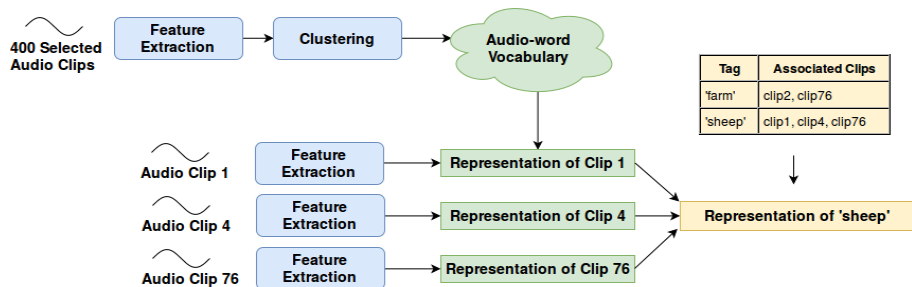 400 Selected
Audio Clips
Feature
Extraction
Clustering
Audio-word
Vocabulary
Tag Associated Clips
'farm' clip2, clip76
'sheep' clip1, clip4, clip76
Audio Clip 1
Feature
Extraction
Representation of Clip 1
Audio Clip 4
Feature
Extraction
Representation of Clip 4
Representation of 'sheep'
Audio Clip 76
Feature
Extraction
Representation of Clip 76